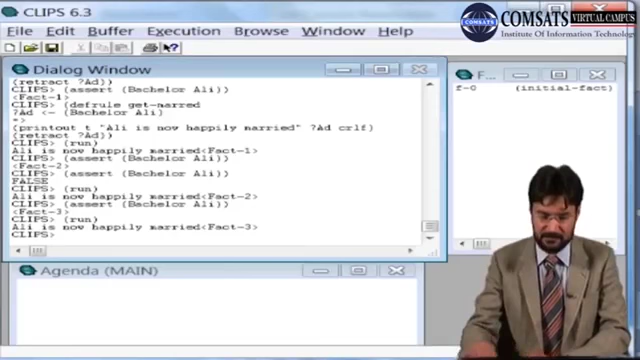 CLIPS 6.3
COMSATS VIRTUAL CAMPUS
Institute Of Information Technology
File Edit Buffer Execution Browse Window Help
Dialog Window
(retract ?Ad))
CLIPS> (assert (Bachelor Ali))
<Fact-1>
CLIPS> (defrule get-marred
?Ad <- (Bachelor Ali)
=>
(printout t "Ali is now happily married" ?Ad crlf)
(retract ?Ad))
CLIPS> (run)
Ali is now happily married<Fact-1>
CLIPS> (assert (Bachelor Ali))
<Fact-2>
CLIPS> (assert (Bachelor Ali))
FALSE
CLIPS> (run)
Ali is now happily married<Fact-2>
CLIPS> (assert (Bachelor Ali))
<Fact-3>
CLIPS> (run)
Ali is now happily married<Fact-3>
CLIPS>
f-0 (initial-fact)
Agenda (MAIN)